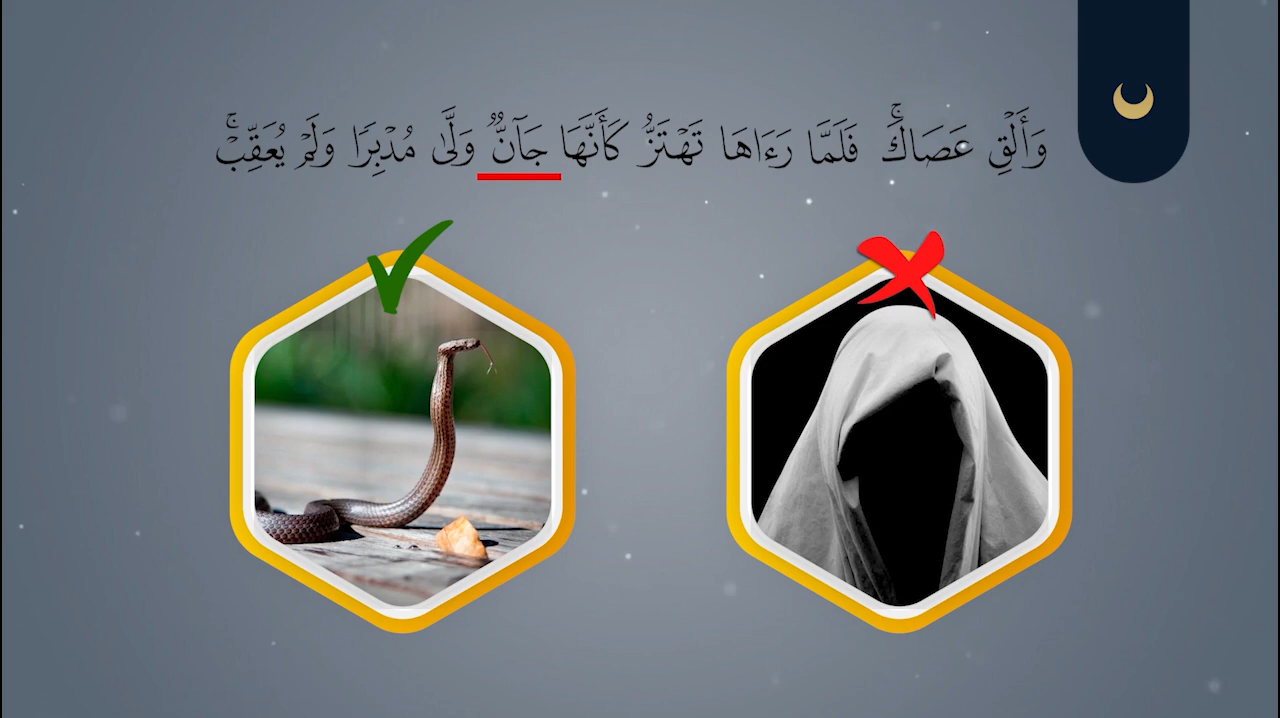 وَأَلْقِ عَصَاكَۚ فَلَمَّا رَءَاهَا تَهْتَزُّ كَأَنَّهَا جَآنٌّ وَلَّىٰ مُدْبِرًا وَلَمْ يُعَقِّبْۚ